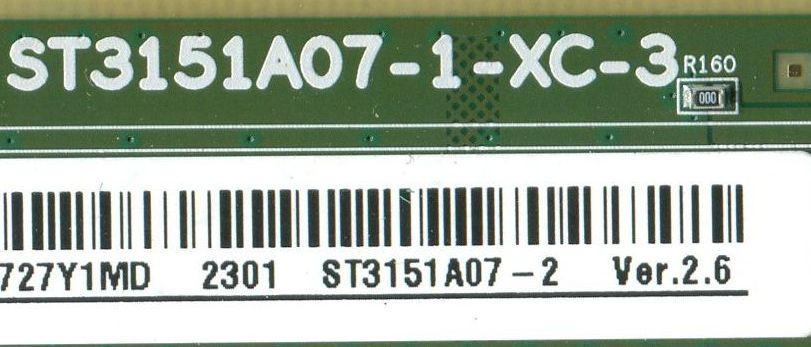 ST3151A07-1-XC-3
R160
000
727Y1MD 2301 ST3151A07-2 Ver.2.6